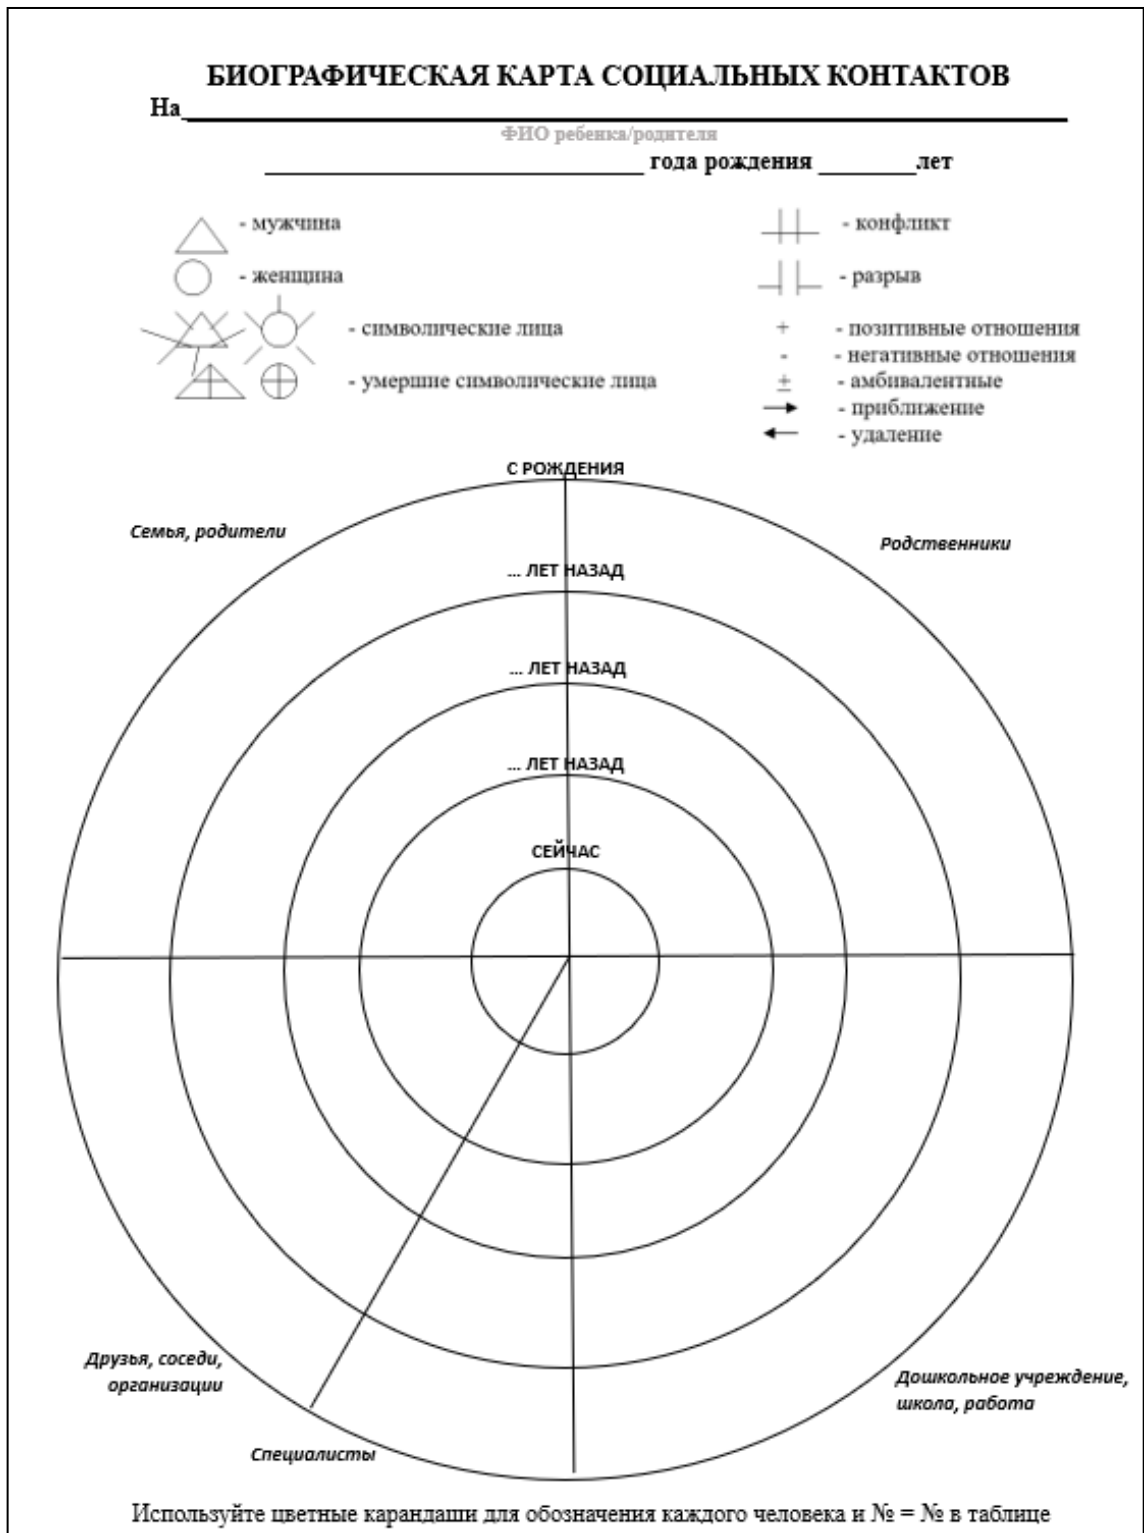 БИОГРАФИЧЕСКАЯ КАРТА СОЦИАЛЬНЫХ КОНТАКТОВ
На
ФИО ребенка/родителя
года рождения ________лет
- мужчина
- женщина
- символические лица
- умершие символические лица
- конфликт
- разрыв
+ - позитивные отношения
- - негативные отношения
± - амбивалентные
→ - приближение
← - удаление
С РОЖДЕНИЯ
Семья, родители
Родственники
... ЛЕТ НАЗАД
... ЛЕТ НАЗАД
... ЛЕТ НАЗАД
СЕЙЧАС
Друзья, соседи,
организации
Специалисты
Дошкольное учреждение,
школа, работа
Используйте цветные карандаши для обозначения каждого человека и № = № в таблице